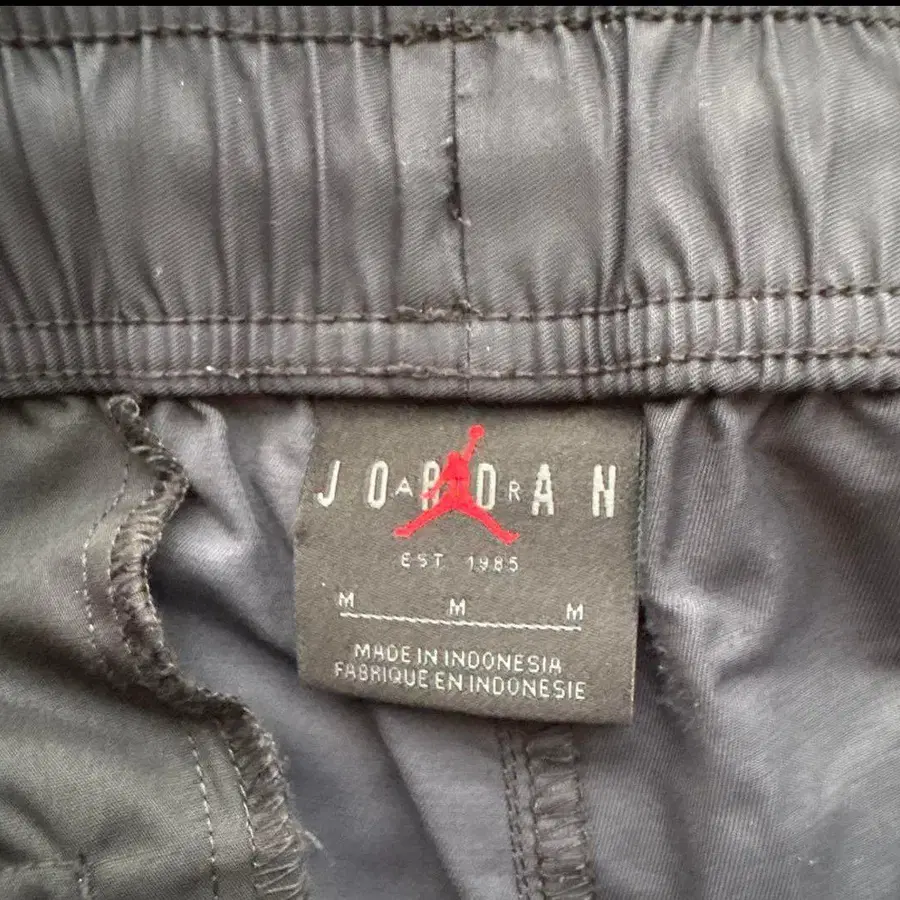 JORDAN
AIR
EST. 1985
M M M
MADE IN INDONESIA
FABRIQUE EN INDONESIE